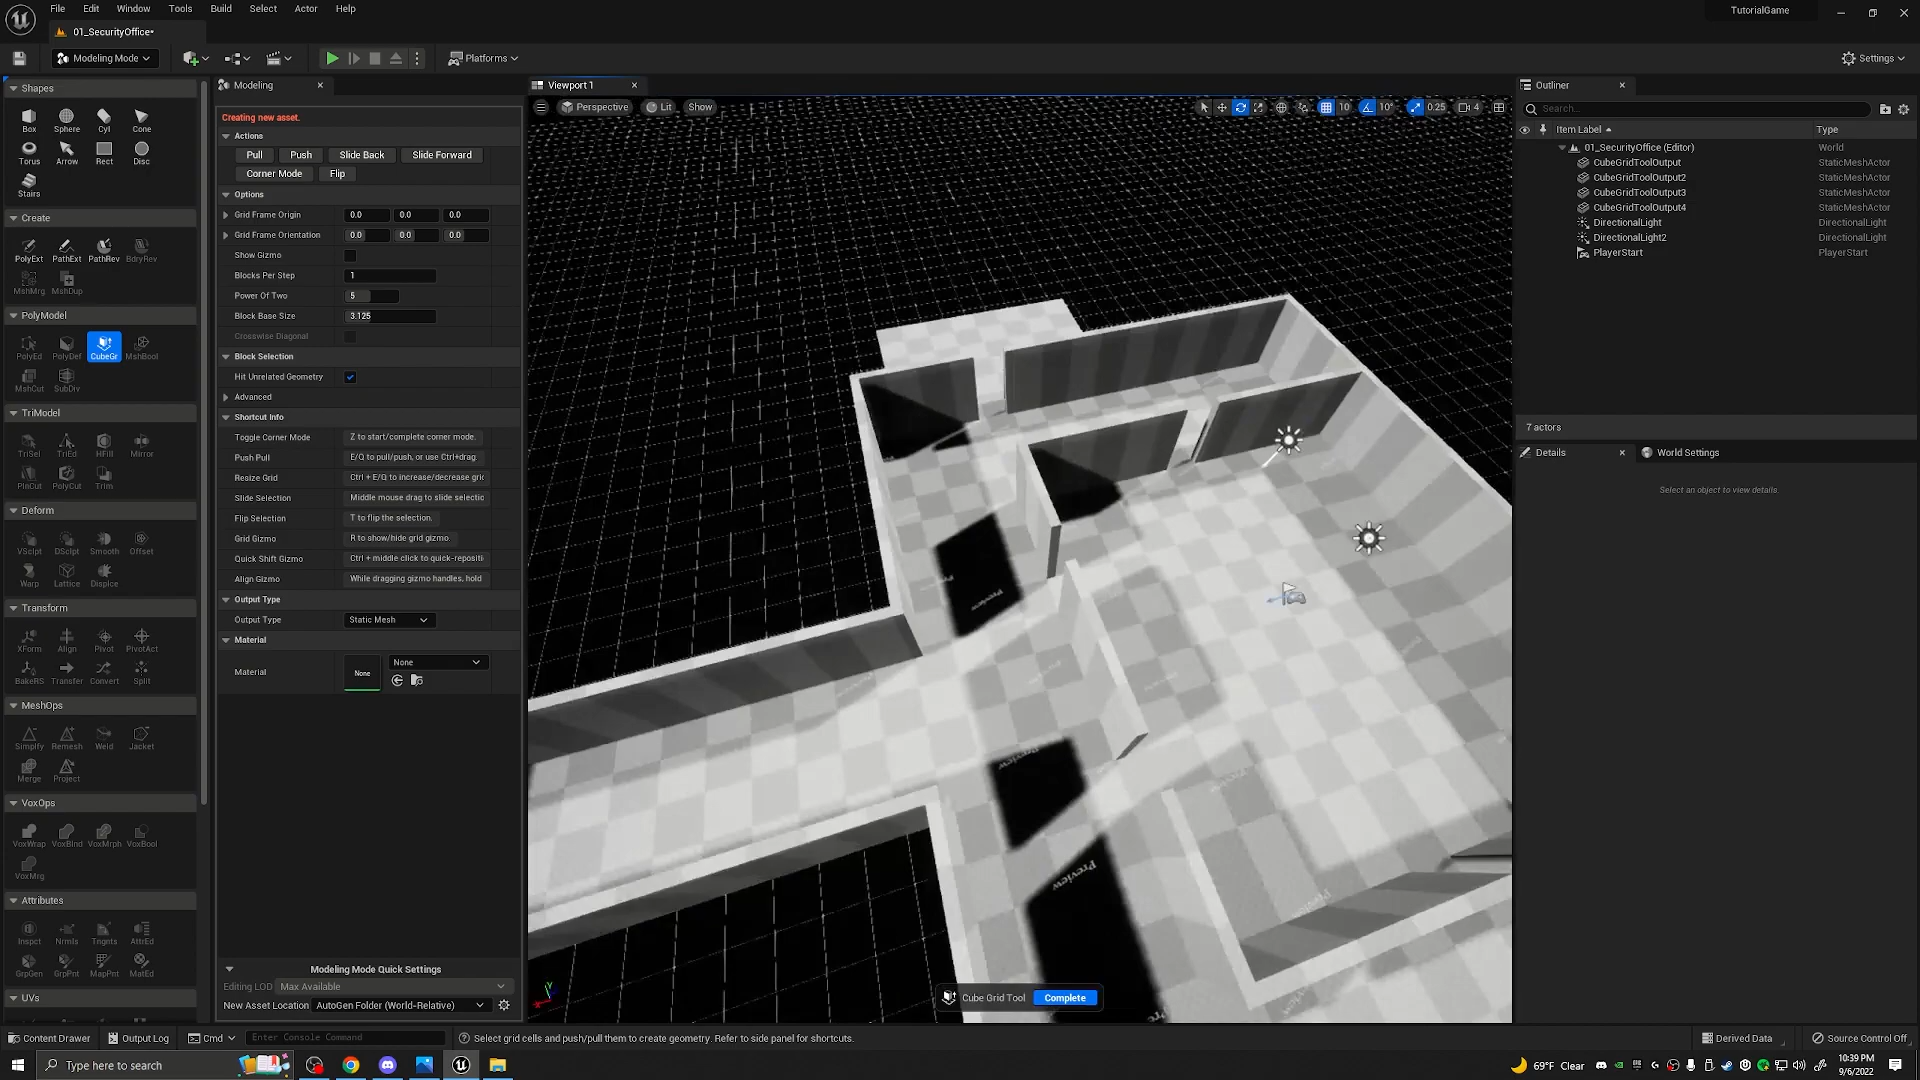 File Edit Window Tools Build Select Actor Help
TutorialGame
01_SecurityOffice•
Modeling Mode
Platforms
Settings
Shapes
Box Sphere Cyl Cone
Torus Arrow Rect Disc
Stairs
Create
PolyExt PathExt PathRev BdryRev
MshMrg MshDup
PolyModel
PolyEd PolyDef CubeGr MshBool
MshCut SubDiv
TriModel
TriSel TriEd HFill Mirror
PlnCut PolyCut Trim
Deform
VSculpt DSculpt Smooth Offset
Warp Lattice Displce
Transform
XForm Align Pivot PivotAct
BakeRS Transfer Convert Split
MeshOps
Simplfy Remesh Weld Jacket
Merge Project
VoxOps
VoxWrap VoxBlnd VoxMrph VoxBool
VoxMrg
Attributes
Inspct Nrmls Tngnts AttrEd
GrpGen GrpPnt MapPnt MatEd
UVs
Modeling
Creating new asset.
Actions
Pull Push Slide Back Slide Forward
Corner Mode Flip
Options
Grid Frame Origin 0.0 0.0 0.0
Grid Frame Orientation 0.0 0.0 0.0
Show Gizmo
Blocks Per Step 1
Power Of Two 5
Block Base Size 3.125
Crosswise Diagonal
Block Selection
Hit Unrelated Geometry
Advanced
Shortcut Info
Toggle Corner Mode Z to start/complete corner mode.
Push Pull E/Q to pull/push, or use Ctrl+drag.
Resize Grid Ctrl + E/Q to increase/decrease gri
Slide Selection Middle mouse drag to slide selectio
Flip Selection T to flip the selection.
Grid Gizmo R to show/hide grid gizmo.
Quick Shift Gizmo Ctrl + middle click to quick-repositi
Align Gizmo While dragging gizmo handles, hold
Output Type
Output Type Static Mesh
Material
Material None None
Modeling Mode Quick Settings
Editing LOD Max Available
New Asset Location AutoGen Folder (World-Relative)
Viewport 1
Perspective Lit Show
10 10° 0.25 4
Preview
Preview
Preview
Cube Grid Tool Complete
Outliner
Search...
Item Label Type
01_SecurityOffice (Editor) World
CubeGridToolOutput StaticMeshActor
CubeGridToolOutput2 StaticMeshActor
CubeGridToolOutput3 StaticMeshActor
CubeGridToolOutput4 StaticMeshActor
DirectionalLight DirectionalLight
DirectionalLight2 DirectionalLight
PlayerStart PlayerStart
7 actors
Details World Settings
Select an object to view details.
Content Drawer Output Log Cmd Enter Console Command
Select grid cells and push/pull them to create geometry. Refer to side panel for shortcuts.
Derived Data Source Control Off
Type here to search
69°F Clear
10:39 PM
9/6/2022